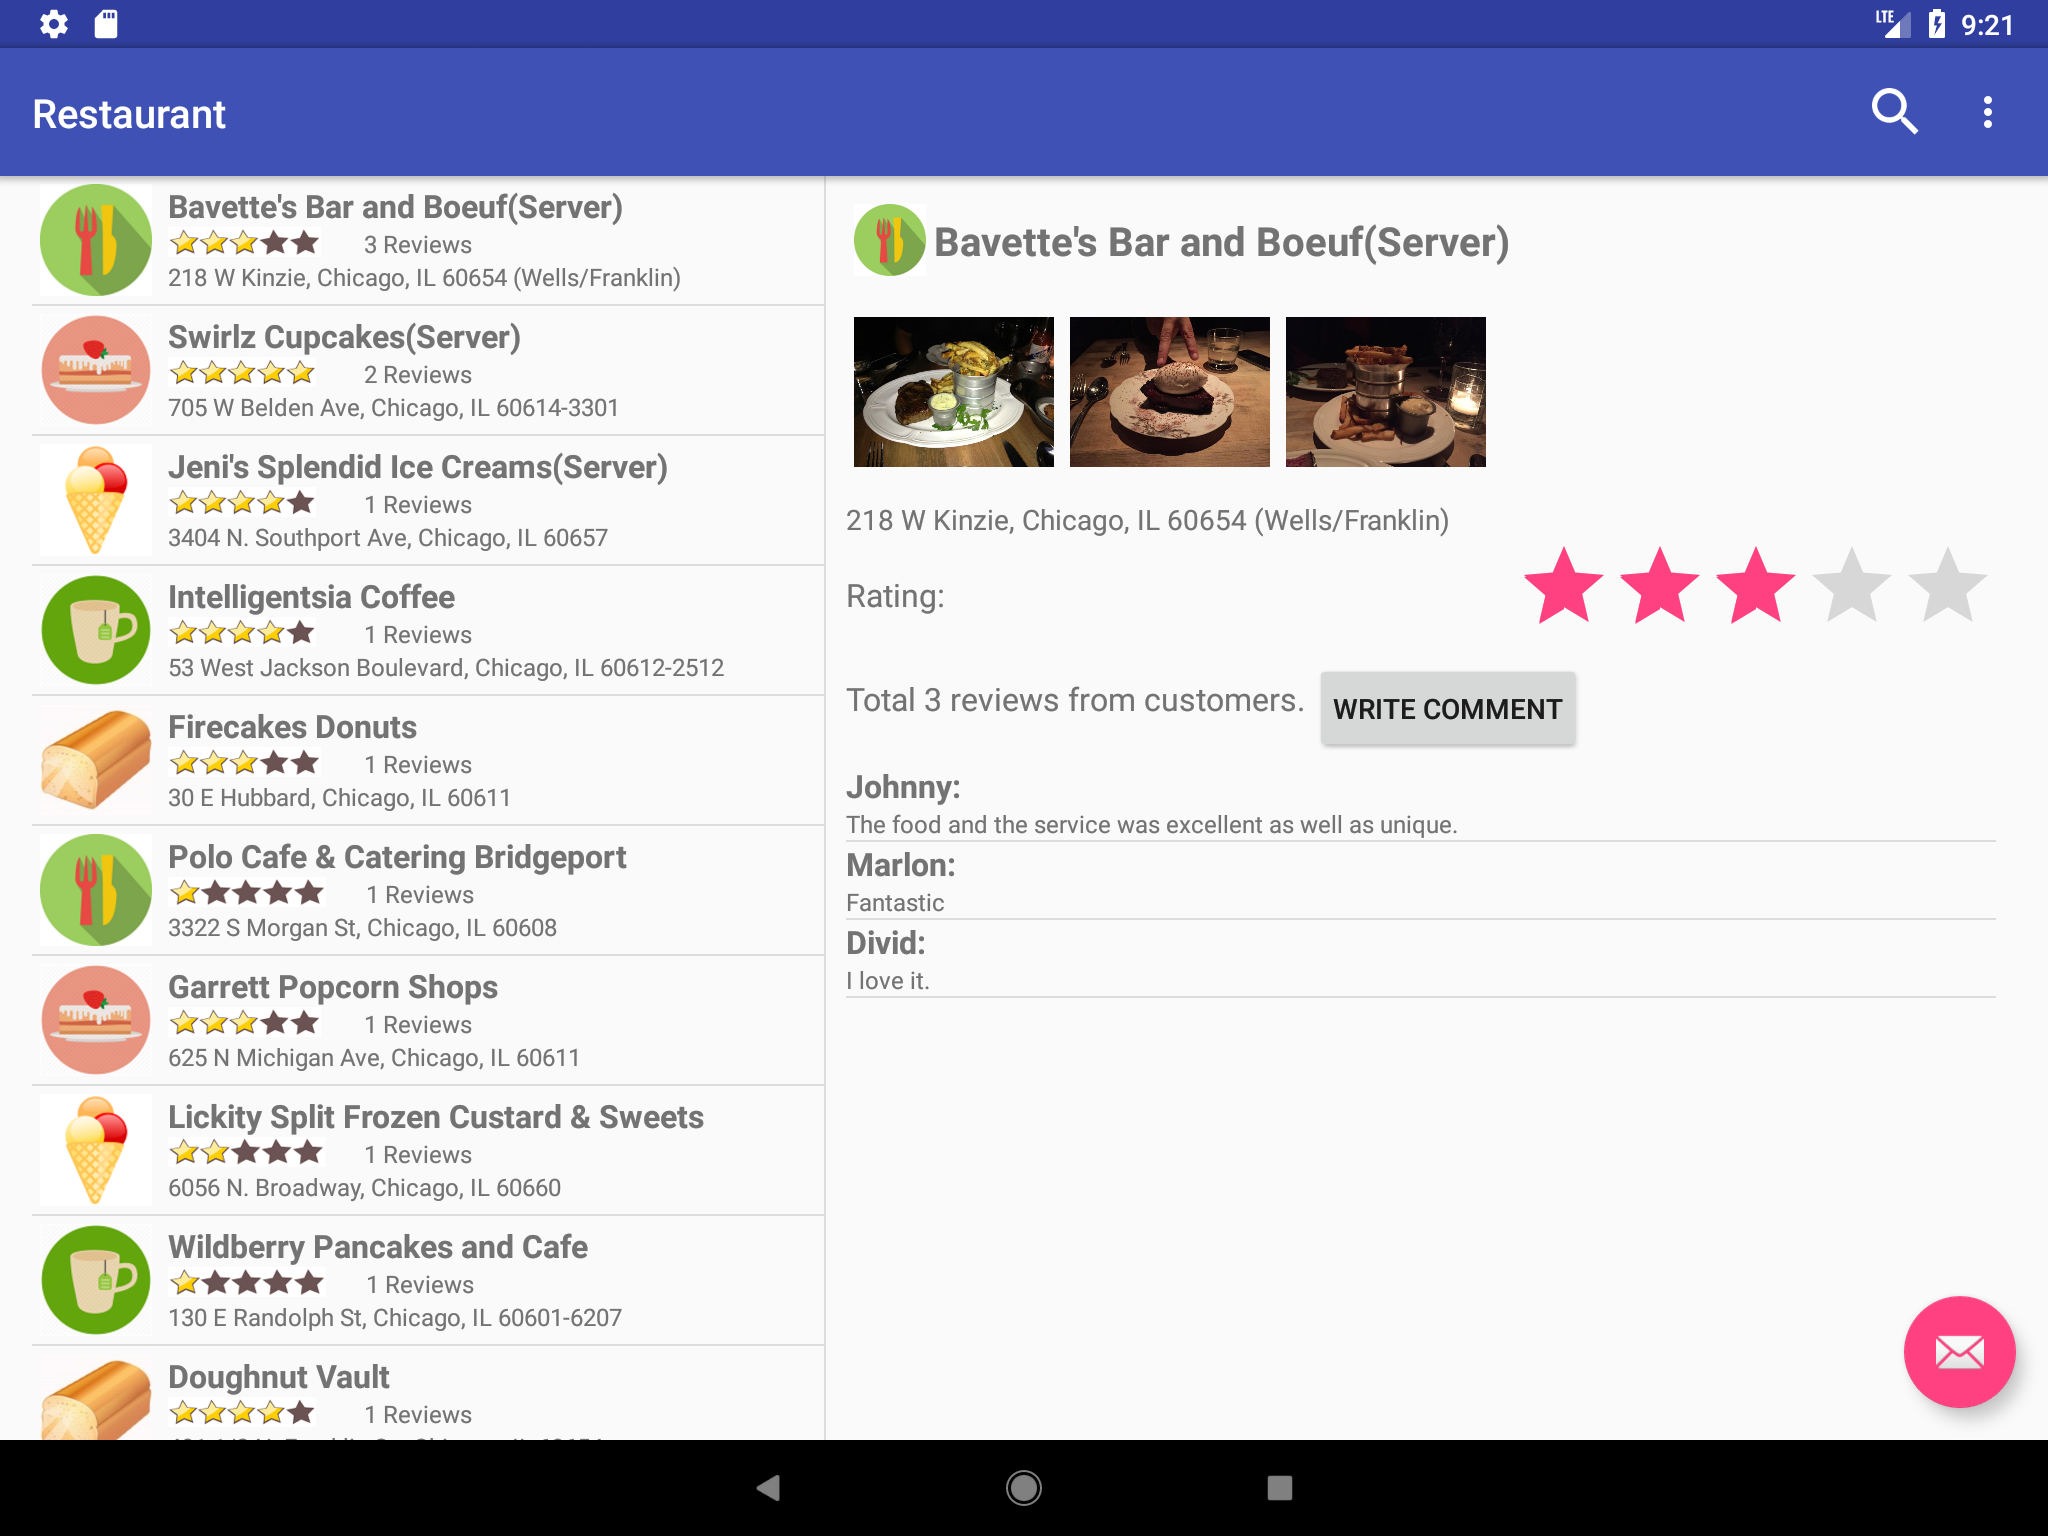 LTE 9:21
Restaurant
Bavette's Bar and Boeuf(Server)
3 Reviews
218 W Kinzie, Chicago, IL 60654 (Wells/Franklin)
Swirlz Cupcakes(Server)
2 Reviews
705 W Belden Ave, Chicago, IL 60614-3301
Jeni's Splendid Ice Creams(Server)
1 Reviews
3404 N. Southport Ave, Chicago, IL 60657
Intelligentsia Coffee
1 Reviews
53 West Jackson Boulevard, Chicago, IL 60612-2512
Firecakes Donuts
1 Reviews
30 E Hubbard, Chicago, IL 60611
Polo Cafe & Catering Bridgeport
1 Reviews
3322 S Morgan St, Chicago, IL 60608
Garrett Popcorn Shops
1 Reviews
625 N Michigan Ave, Chicago, IL 60611
Lickity Split Frozen Custard & Sweets
1 Reviews
6056 N. Broadway, Chicago, IL 60660
Wildberry Pancakes and Cafe
1 Reviews
130 E Randolph St, Chicago, IL 60601-6207
Doughnut Vault
1 Reviews
Bavette's Bar and Boeuf(Server)
218 W Kinzie, Chicago, IL 60654 (Wells/Franklin)
Rating:
Total 3 reviews from customers.
WRITE COMMENT
Johnny:
The food and the service was excellent as well as unique.
Marlon:
Fantastic
Divid:
I love it.